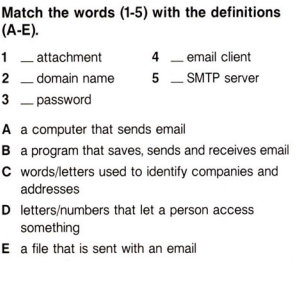 Match the words (1-5) with the definitions
(A-E).
1 __ attachment 4 __ email client
2 __ domain name 5 __ SMTP server
3 __ password
A a computer that sends email
B a program that saves, sends and receives email
C words/letters used to identify companies and
addresses
D letters/numbers that let a person access
something
E a file that is sent with an email